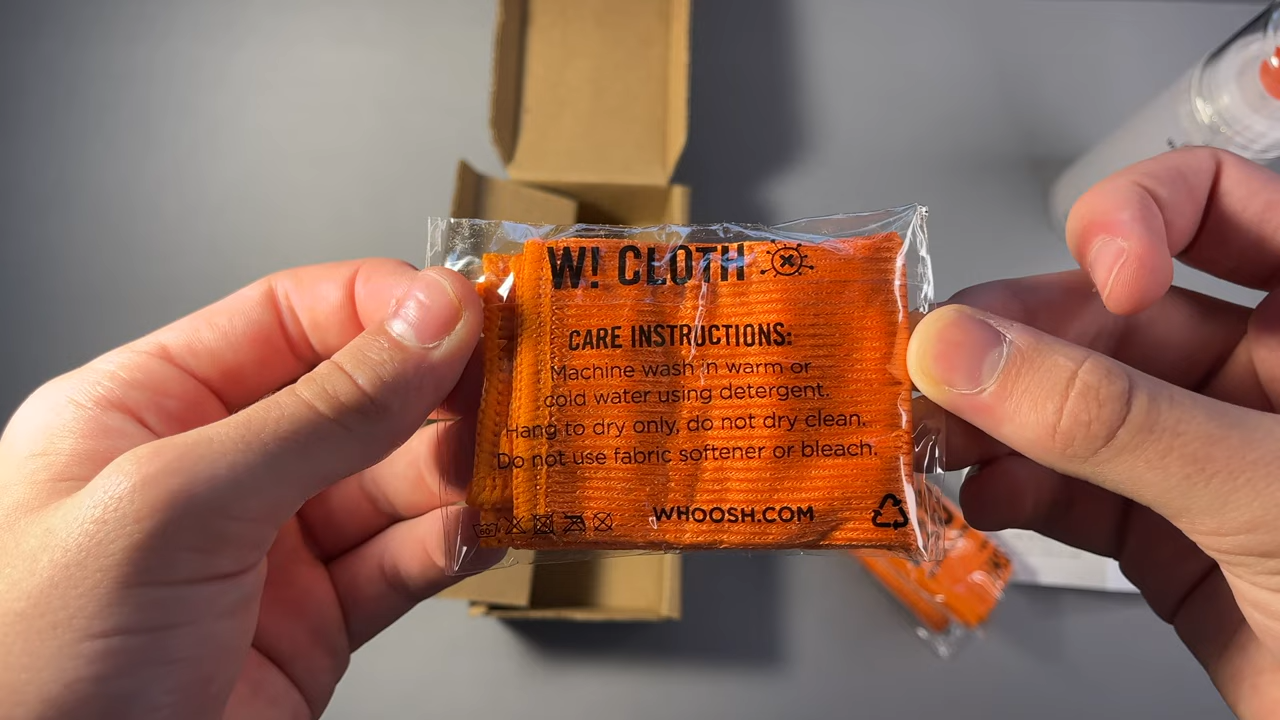 W! CLOTH
CARE INSTRUCTIONS:
Machine wash in warm or
cold water using detergent.
Hang to dry only, do not dry clean.
Do not use fabric softener or bleach.
WHOOSH.COM